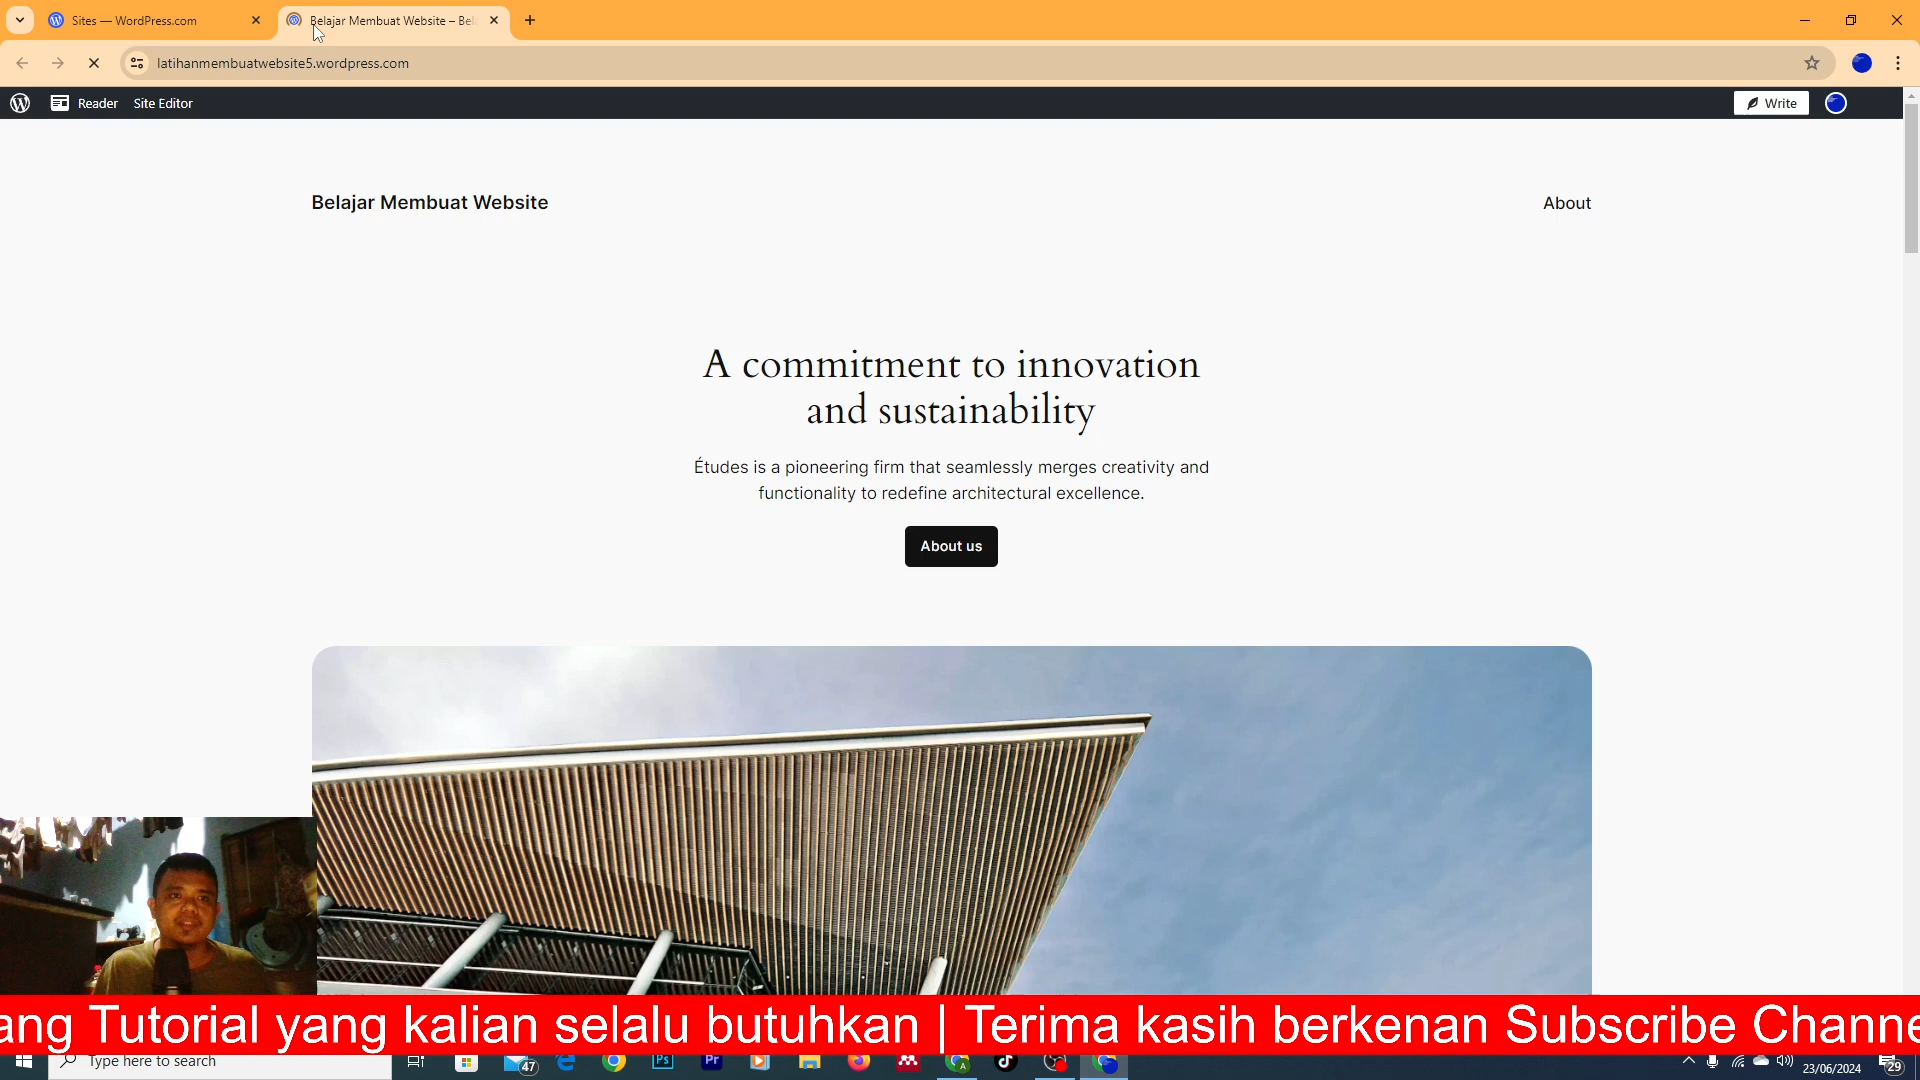 Sites — WordPress.com
Belajar Membuat Website – Bel
latihanmembuatwebsite5.wordpress.com
Reader
Site Editor
Write
Belajar Membuat Website
About
A commitment to innovation
and sustainability
Études is a pioneering firm that seamlessly merges creativity and
functionality to redefine architectural excellence.
About us
ang Tutorial yang kalian selalu butuhkan | Terima kasih berkenan Subscribe Channe
Type here to search
47
Ps
Pr
A
23/06/2024
29